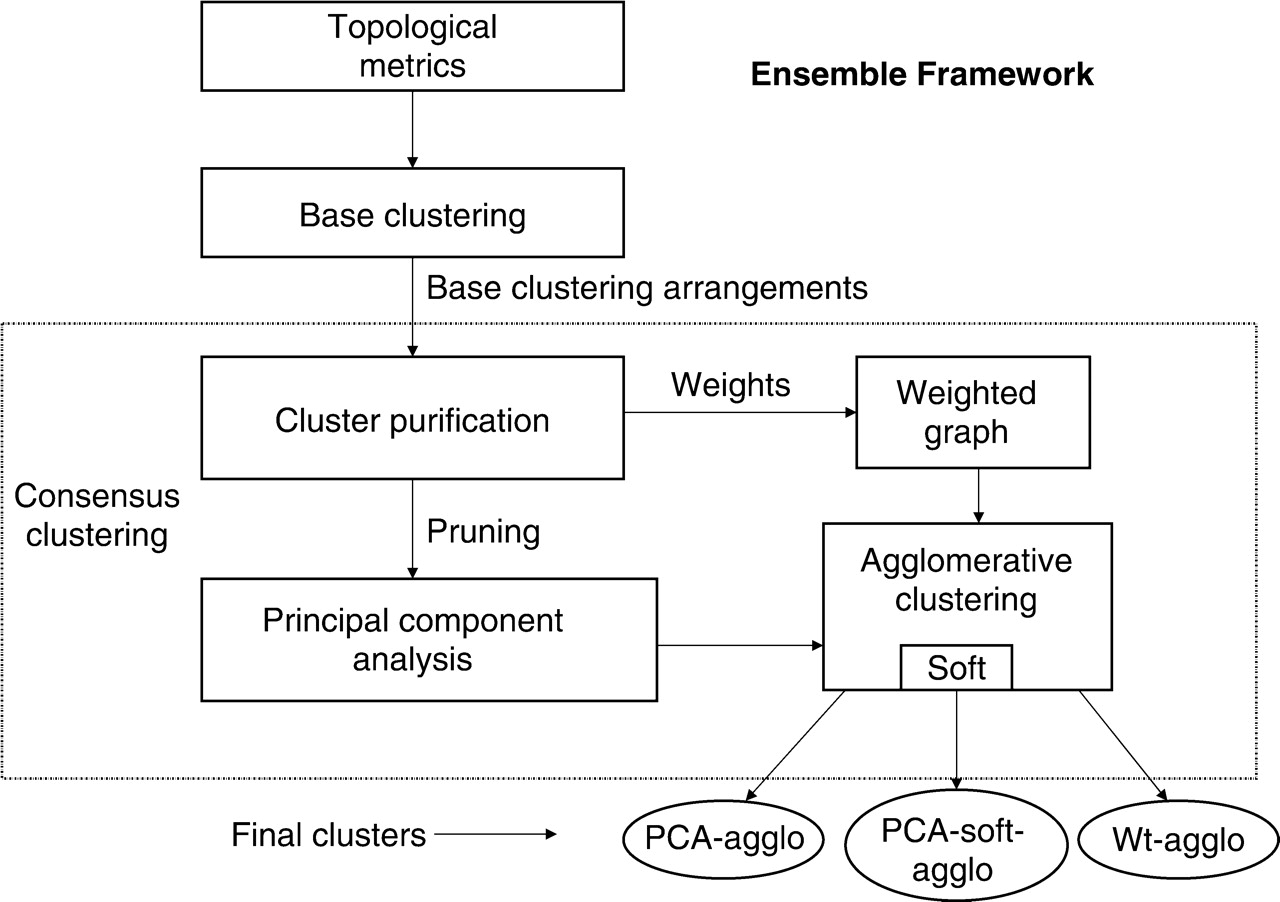 Topological
metrics
Ensemble Framework
Base clustering
Base clustering arrangements
Cluster purification
Weights
Weighted
graph
Consensus
clustering
Pruning
Agglomerative
clustering
Soft
Principal component
analysis
Final clusters
PCA-agglo
PCA-soft-
agglo
Wt-agglo